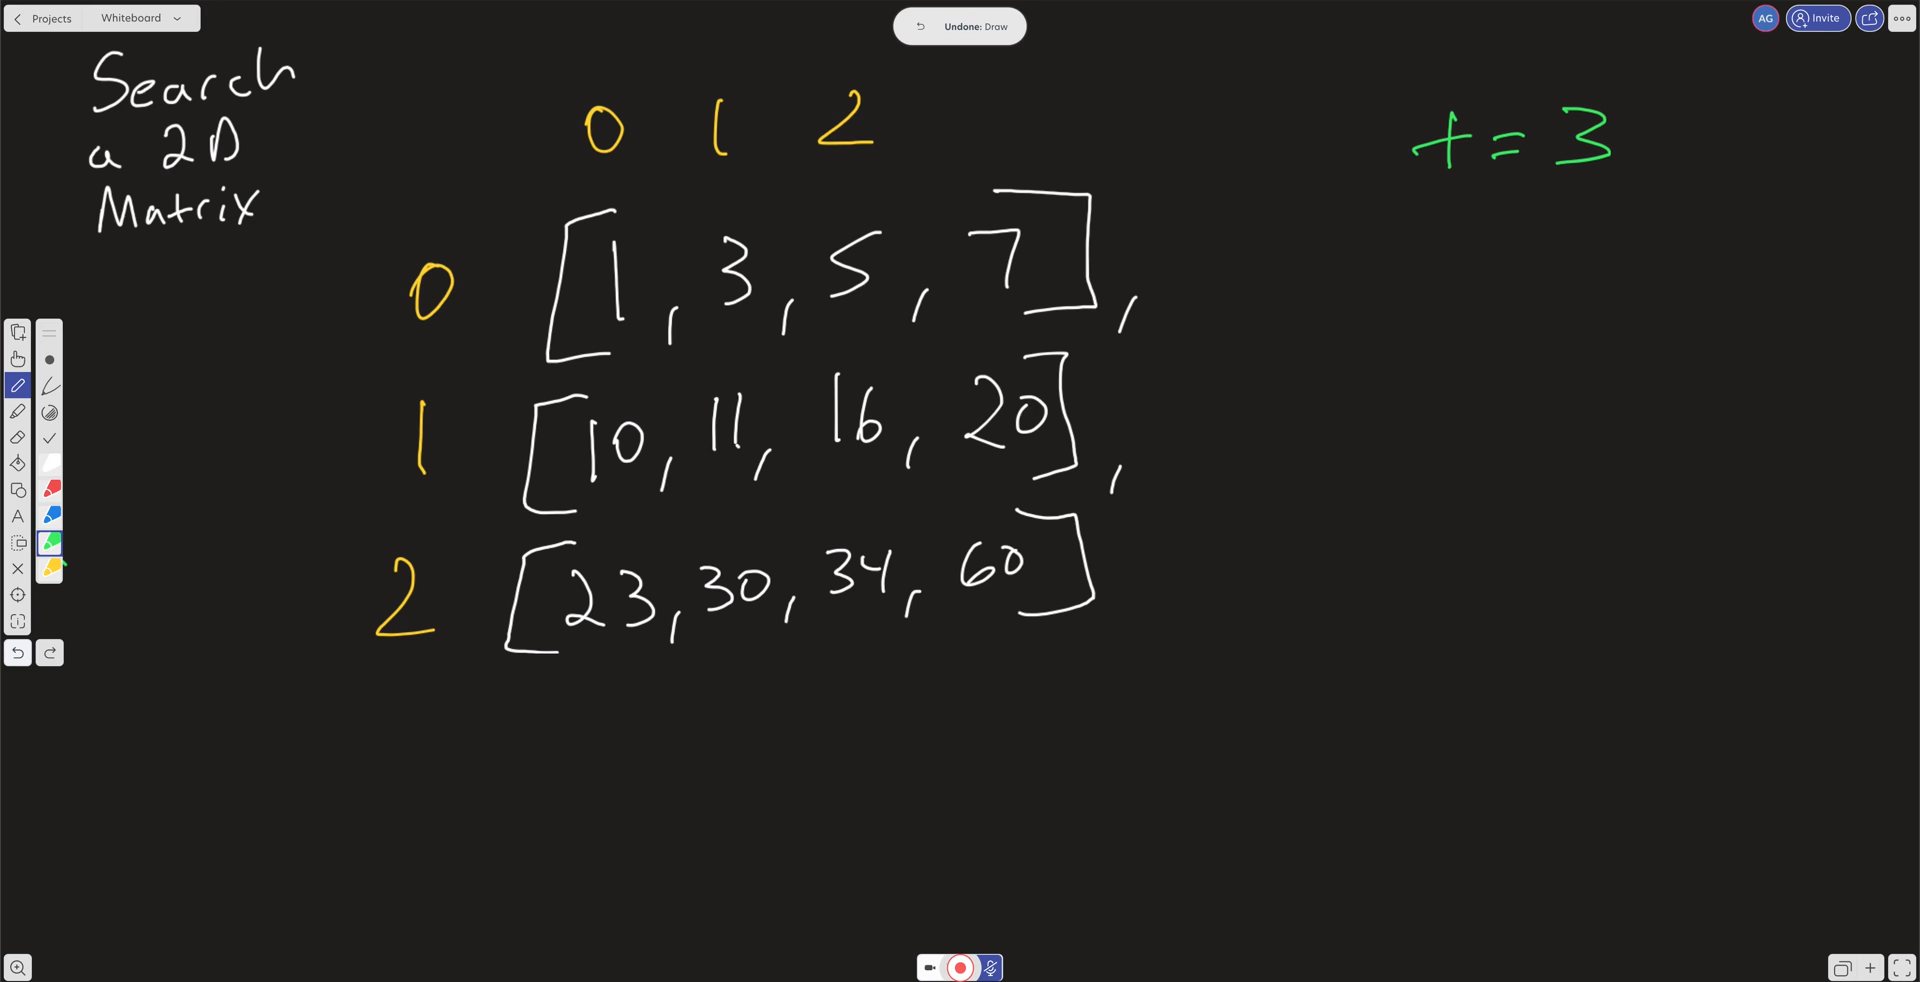 Projects Whiteboard
Undone: Draw
AG Invite
Search
a 2D
Matrix
0 1 2
t = 3
0 [1, 3, 5, 7],
1 [10, 11, 16, 20],
2 [23, 30, 34, 60]
A